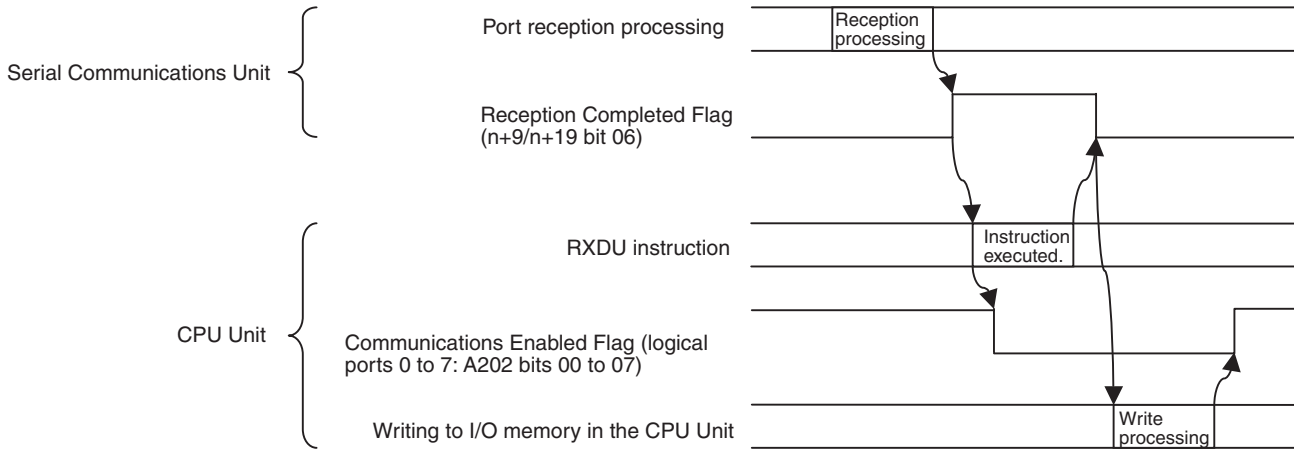 Port reception processing
Reception
processing
Serial Communications Unit
Reception Completed Flag
(n+9/n+19 bit 06)
RXDU instruction
Instruction
executed.
CPU Unit
Communications Enabled Flag (logical
ports 0 to 7: A202 bits 00 to 07)
Writing to I/O memory in the CPU Unit
Write
processing